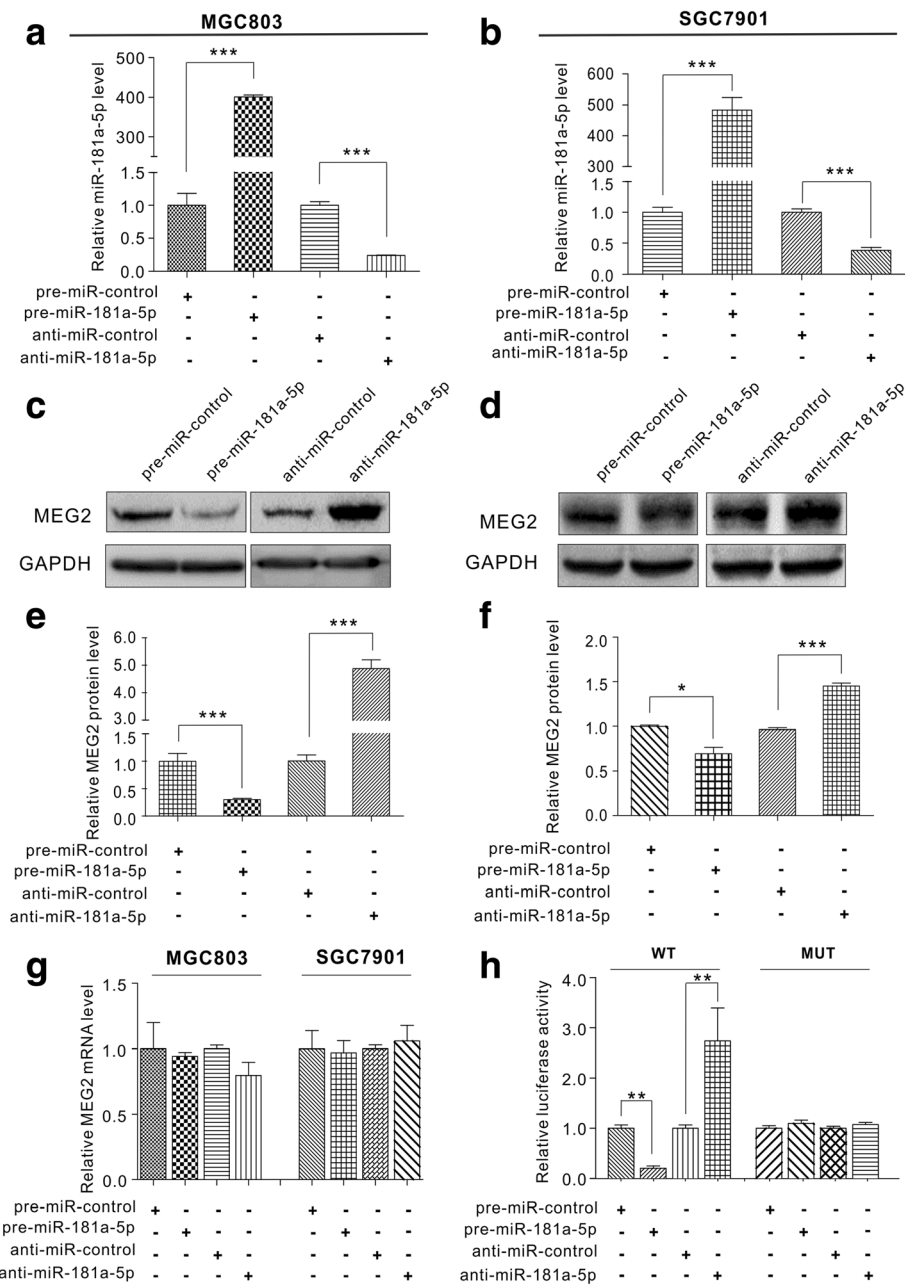 a
MGC803
Relative miR-181a-5p level
500
400
300
1.5
1.0
0.5
0.0
***
***
pre-miR-control + - - -
pre-miR-181a-5p - + - -
anti-miR-control - - + -
anti-miR-181a-5p - - - +
b
SGC7901
Relative miR-181a-5p level
600
500
400
300
1.5
1.0
0.5
0.0
***
***
pre-miR-control + - - -
pre-miR-181a-5p - + - -
anti-miR-control - - + -
anti-miR-181a-5p - - - +
c
pre-miR-control
pre-miR-181a-5p
anti-miR-control
anti-miR-181a-5p
MEG2
GAPDH
d
pre-miR-control
pre-miR-181a-5p
anti-miR-control
anti-miR-181a-5p
MEG2
GAPDH
e
Relative MEG2 protein level
6.0
5.0
4.0
3.0
1.5
1.0
0.5
0.0
***
***
pre-miR-control + - - -
pre-miR-181a-5p - + - -
anti-miR-control - - + -
anti-miR-181a-5p - - - +
f
Relative MEG2 protein level
2.0
1.5
1.0
0.5
0.0
*
***
pre-miR-control + - - -
pre-miR-181a-5p - + - -
anti-miR-control - - + -
anti-miR-181a-5p - - - +
g
MGC803 SGC7901
Relative MEG2 mRNA level
1.5
1.0
0.5
0.0
pre-miR-control + - - - + - - -
pre-miR-181a-5p - + - - - + - -
anti-miR-control - - + - - - + -
anti-miR-181a-5p - - - + - - - +
h
WT MUT
Relative luciferase activity
4.0
3.0
2.0
1.0
0.0
**
**
pre-miR-control + - - - + - - -
pre-miR-181a-5p - + - - - + - -
anti-miR-control - - + - - - + -
anti-miR-181a-5p - - - + - - - +